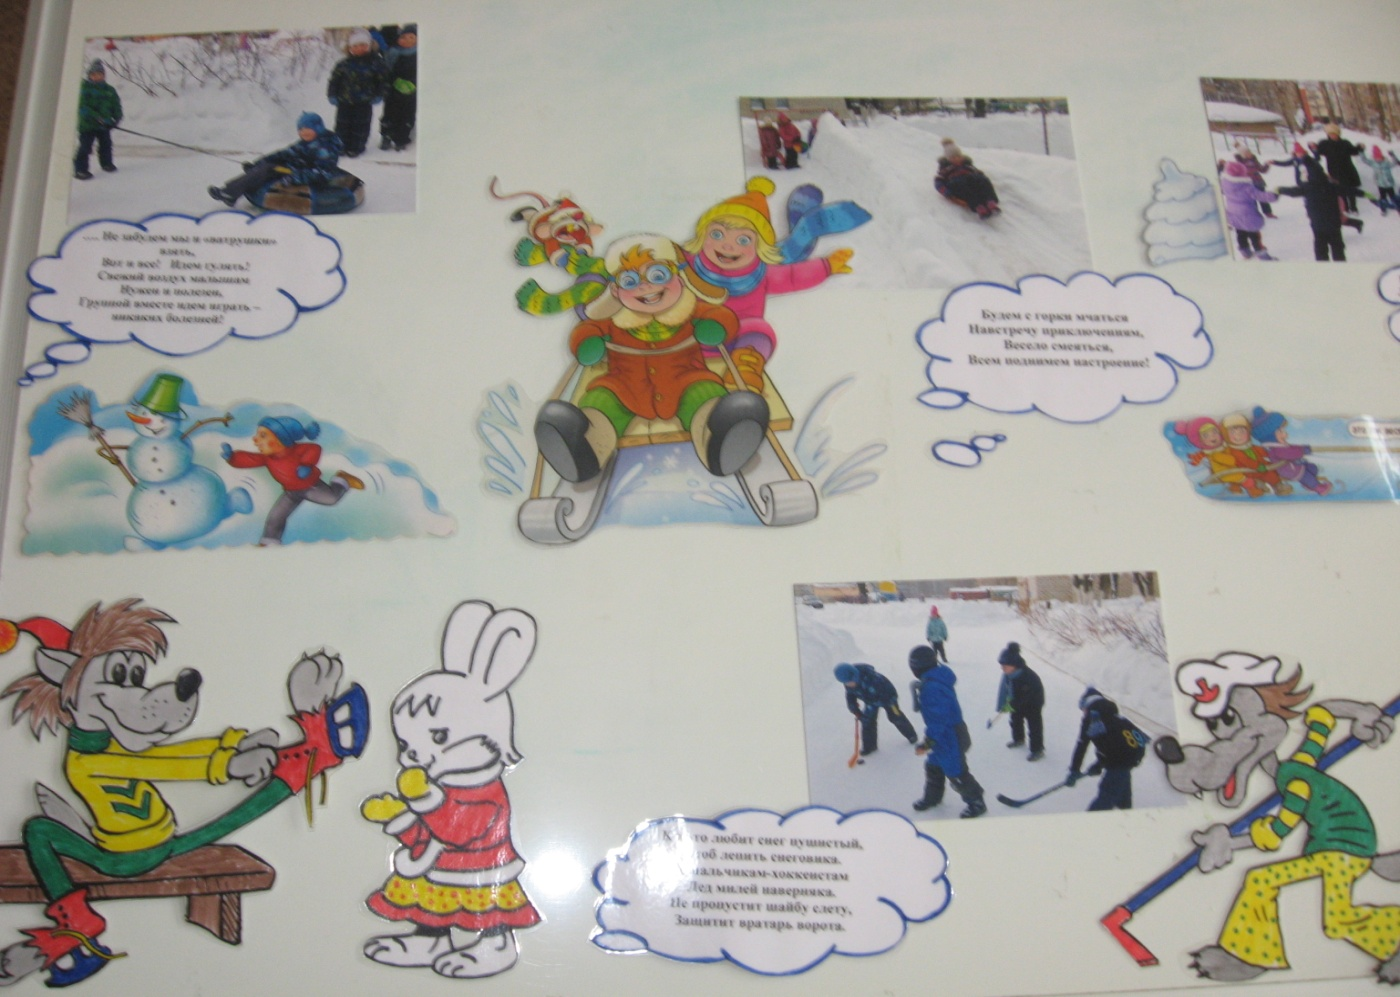 .... Не забудем мы и «ватрушки»
взять,
Вот и все! Идем гулять!
Свежий воздух малышам
Нужен и полезен,
Группой вместе идем играть –
никаких болезней!
Будем с горки мчаться
Навстречу приключениям,
Весело смеяться,
Всем поднимем настроение!
любит снег пушистый,
лепить снеговика.
мальчикам-хоккеистам
Лед милей наверняка.
Не пропустит шайбу слету,
Защитит вратарь ворота.